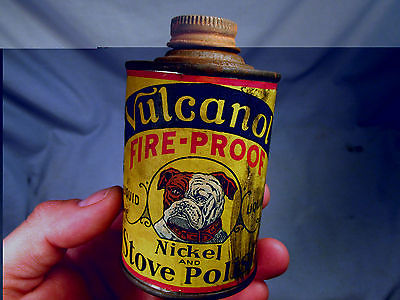 Vulcanol
FIRE-PROOF
Nickel
AND
Stove Polish